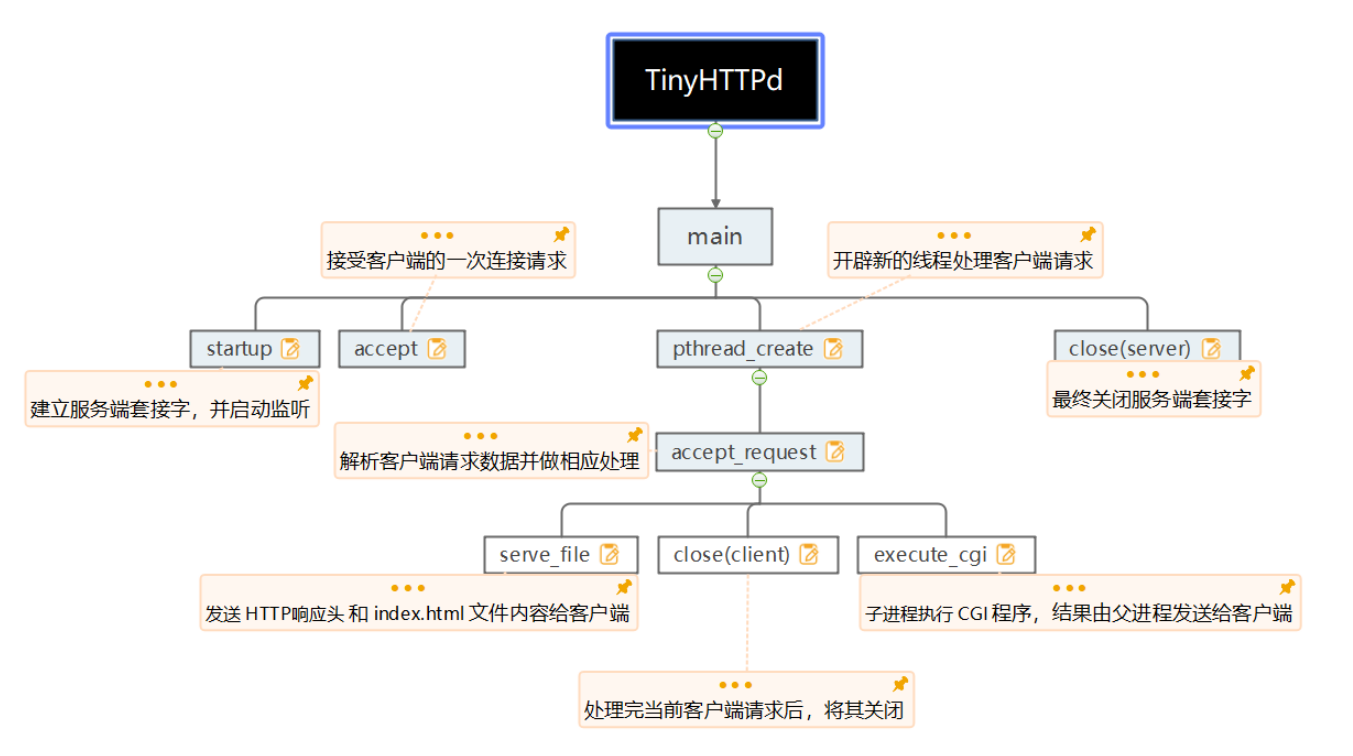 TinyHTTPd
main
接受客户端的一次连接请求
开辟新的线程处理客户端请求
startup
accept
pthread_create
close(server)
建立服务端套接字，并启动监听
最终关闭服务端套接字
解析客户端请求数据并做相应处理
accept_request
serve_file
close(client)
execute_cgi
发送 HTTP响应头 和 index.html 文件内容给客户端
子进程执行 CGI 程序，结果由父进程发送给客户端
处理完当前客户端请求后，将其关闭